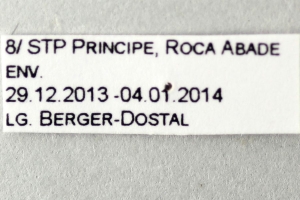 8/ STP PRINCIPE, ROCA ABADE
ENV.
29.12.2013 -04.01.2014
LG. BERGER-DOSTAL